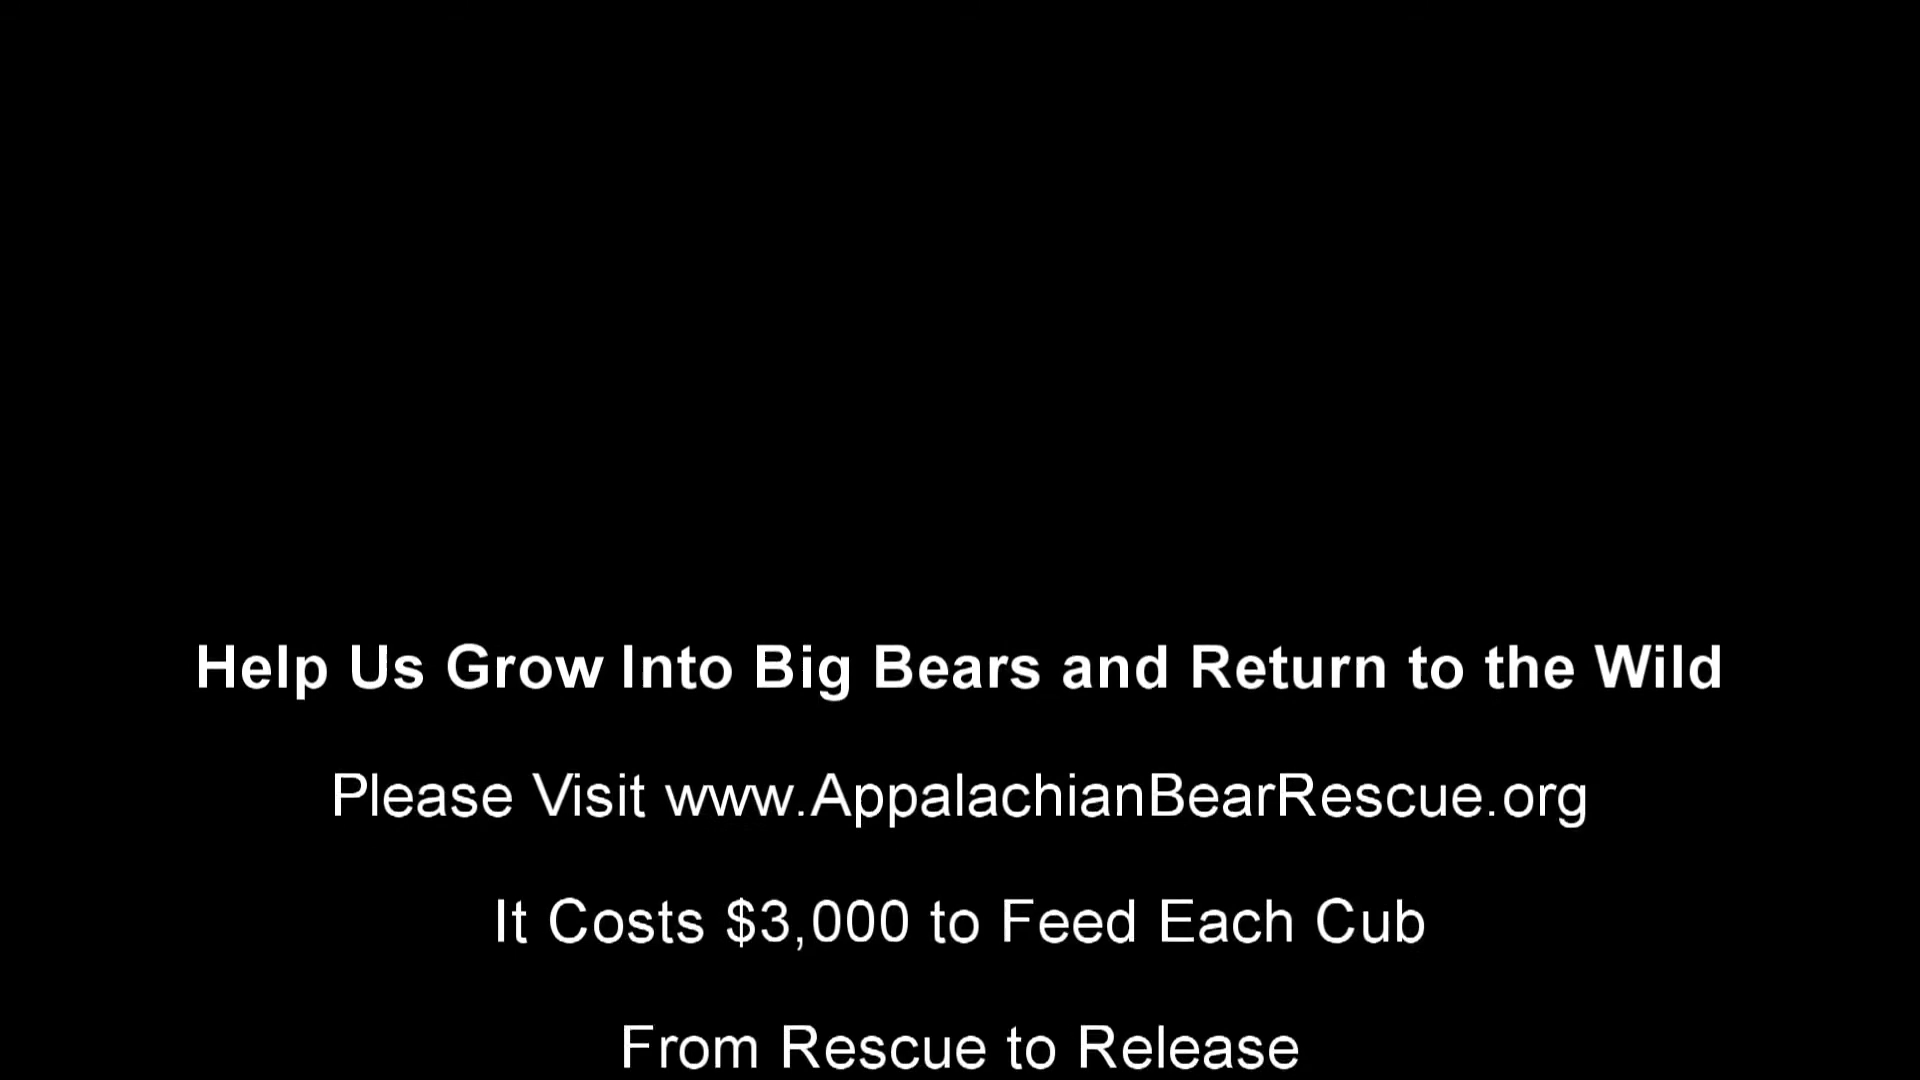 Help Us Grow Into Big Bears and Return to the Wild
Please Visit www.AppalachianBearRescue.org
It Costs $3,000 to Feed Each Cub
From Rescue to Release